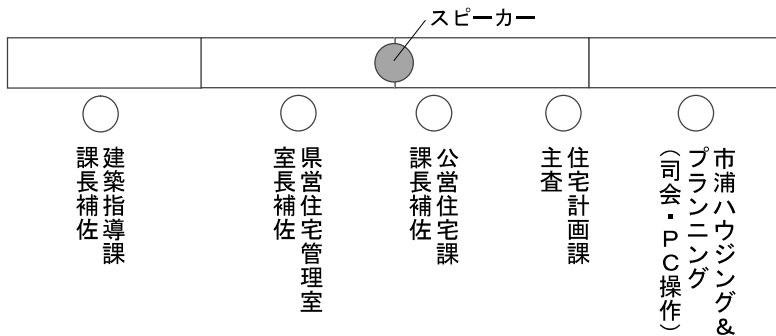 スピーカー
建築指導課
課長補佐
県営住宅管理室
室長補佐
公営住宅課
課長補佐
住宅計画課
主査
市浦ハウジング&
プランニング
(司会・PC操作)